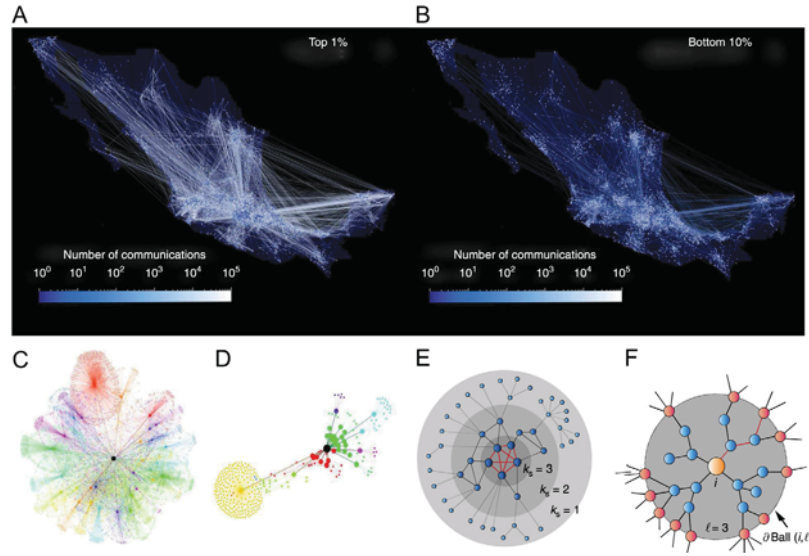 A
B
Top 1%
Bottom 10%
Number of communications
10⁰ 10¹ 10² 10³ 10⁴ 10⁵
Number of communications
10⁰ 10¹ 10² 10³ 10⁴ 10⁵
C
D
E
F
kₛ = 3
kₛ = 2
kₛ = 1
i
ℓ = 3
∂ Ball (i,ℓ